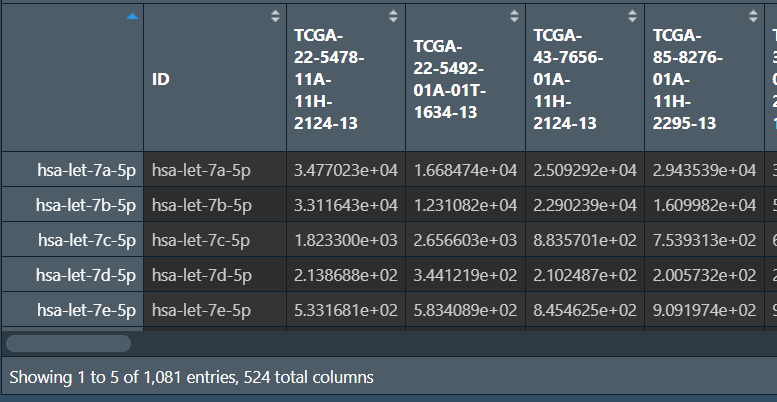 ID
TCGA-
22-5478-
11A-
11H-
2124-13
TCGA-
22-5492-
01A-01T-
1634-13
TCGA-
43-7656-
01A-
11H-
2124-13
TCGA-
85-8276-
01A-
11H-
2295-13
hsa-let-7a-5p hsa-let-7a-5p 3.477023e+04 1.668474e+04 2.509292e+04 2.943539e+04
hsa-let-7b-5p hsa-let-7b-5p 3.311643e+04 1.231082e+04 2.290239e+04 1.609982e+04
hsa-let-7c-5p hsa-let-7c-5p 1.823300e+03 2.656603e+03 8.835701e+02 7.539313e+02
hsa-let-7d-5p hsa-let-7d-5p 2.138688e+02 3.441219e+02 2.102487e+02 2.005732e+02
hsa-let-7e-5p hsa-let-7e-5p 5.331681e+02 5.834089e+02 8.454625e+02 9.091974e+02
Showing 1 to 5 of 1,081 entries, 524 total columns